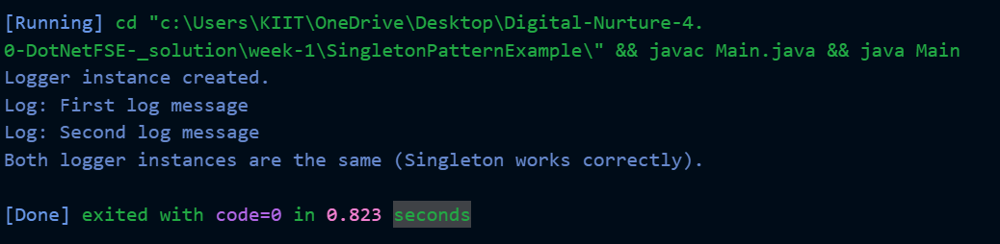 [Running] cd "c:\Users\KIIT\OneDrive\Desktop\Digital-Nurture-4.
0-DotNetFSE-_solution\week-1\SingletonPatternExample\" && javac Main.java && java Main
Logger instance created.
Log: First log message
Log: Second log message
Both logger instances are the same (Singleton works correctly).
[Done] exited with code=0 in 0.823 seconds